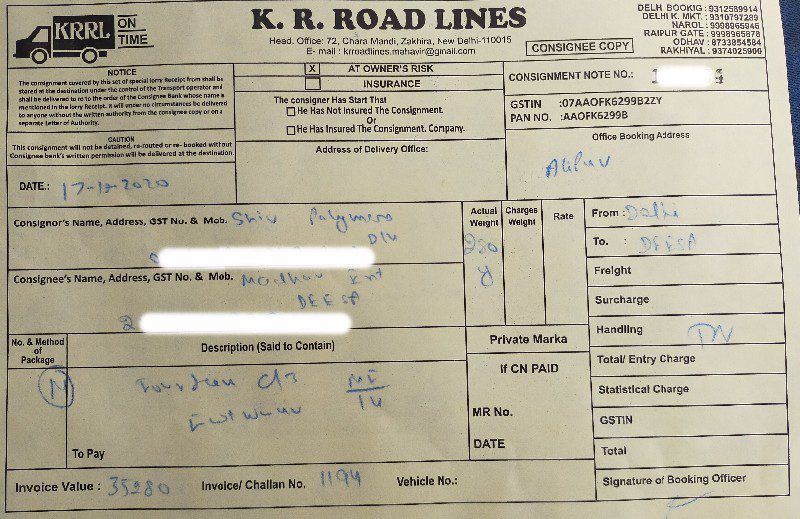 KRRL ON TIME
K. R. ROAD LINES
Head. Office: 72, Chara Mandi, Zakhira, New Delhi-110015
E- mail : krroadlines.mahavir@gmail.com
DELH BOOKIG : 9312589914
DELHI K. MKT. : 9310797289
NAROL : 9998965946
RAIPUR GATE : 9998965878
ODHAV : 8733854584
RAKHIYAL : 9374025906
CONSIGNEE COPY
NOTICE
The consignment covered by this set of special lorry Receipt from shall be
stored at the destination under the control of the Transport operator and
shall be delivered to re to the order of the Consignee Bank whose name is
mentioned in the lorry Receipt. it will under no circumstances be delivered
to anyone without the written authority from the consignee copy or on a
separate Letter of Authority.
CAUTION
This consignment will not be detained, re-routed or re- booked without
Consignee bank's written permission will be delivered at the destination.
DATE.: 17-12-2020
X AT OWNER'S RISK
INSURANCE
The consigner Has Start That
He Has Not Insured The Consignment.
Or
He Has Insured The Consignment. Company.
Address of Delivery Office:
CONSIGNMENT NOTE NO.:
GSTIN :07AAOFK6299B2ZY
PAN NO. :AAOFK6299B
Office Booking Address
Consignor's Name, Address, GST No. & Mob. Shiv Polymers
Consignee's Name, Address, GST No. & Mob. Madhav Ent
DEESA
Actual Weight
250
Charges Weight
Rate
From : Delhi
To. : DEESA
Freight
Surcharge
Handling
Total/ Entry Charge
Statistical Charge
GSTIN
Total
Signature of Booking Officer
No. & Method of Package
Description (Said to Contain)
Fourteen
To Pay
Private Marka
If CN PAID
MR No.
DATE
Invoice Value : 35280 Invoice/ Challan No. 1194 Vehicle No.: